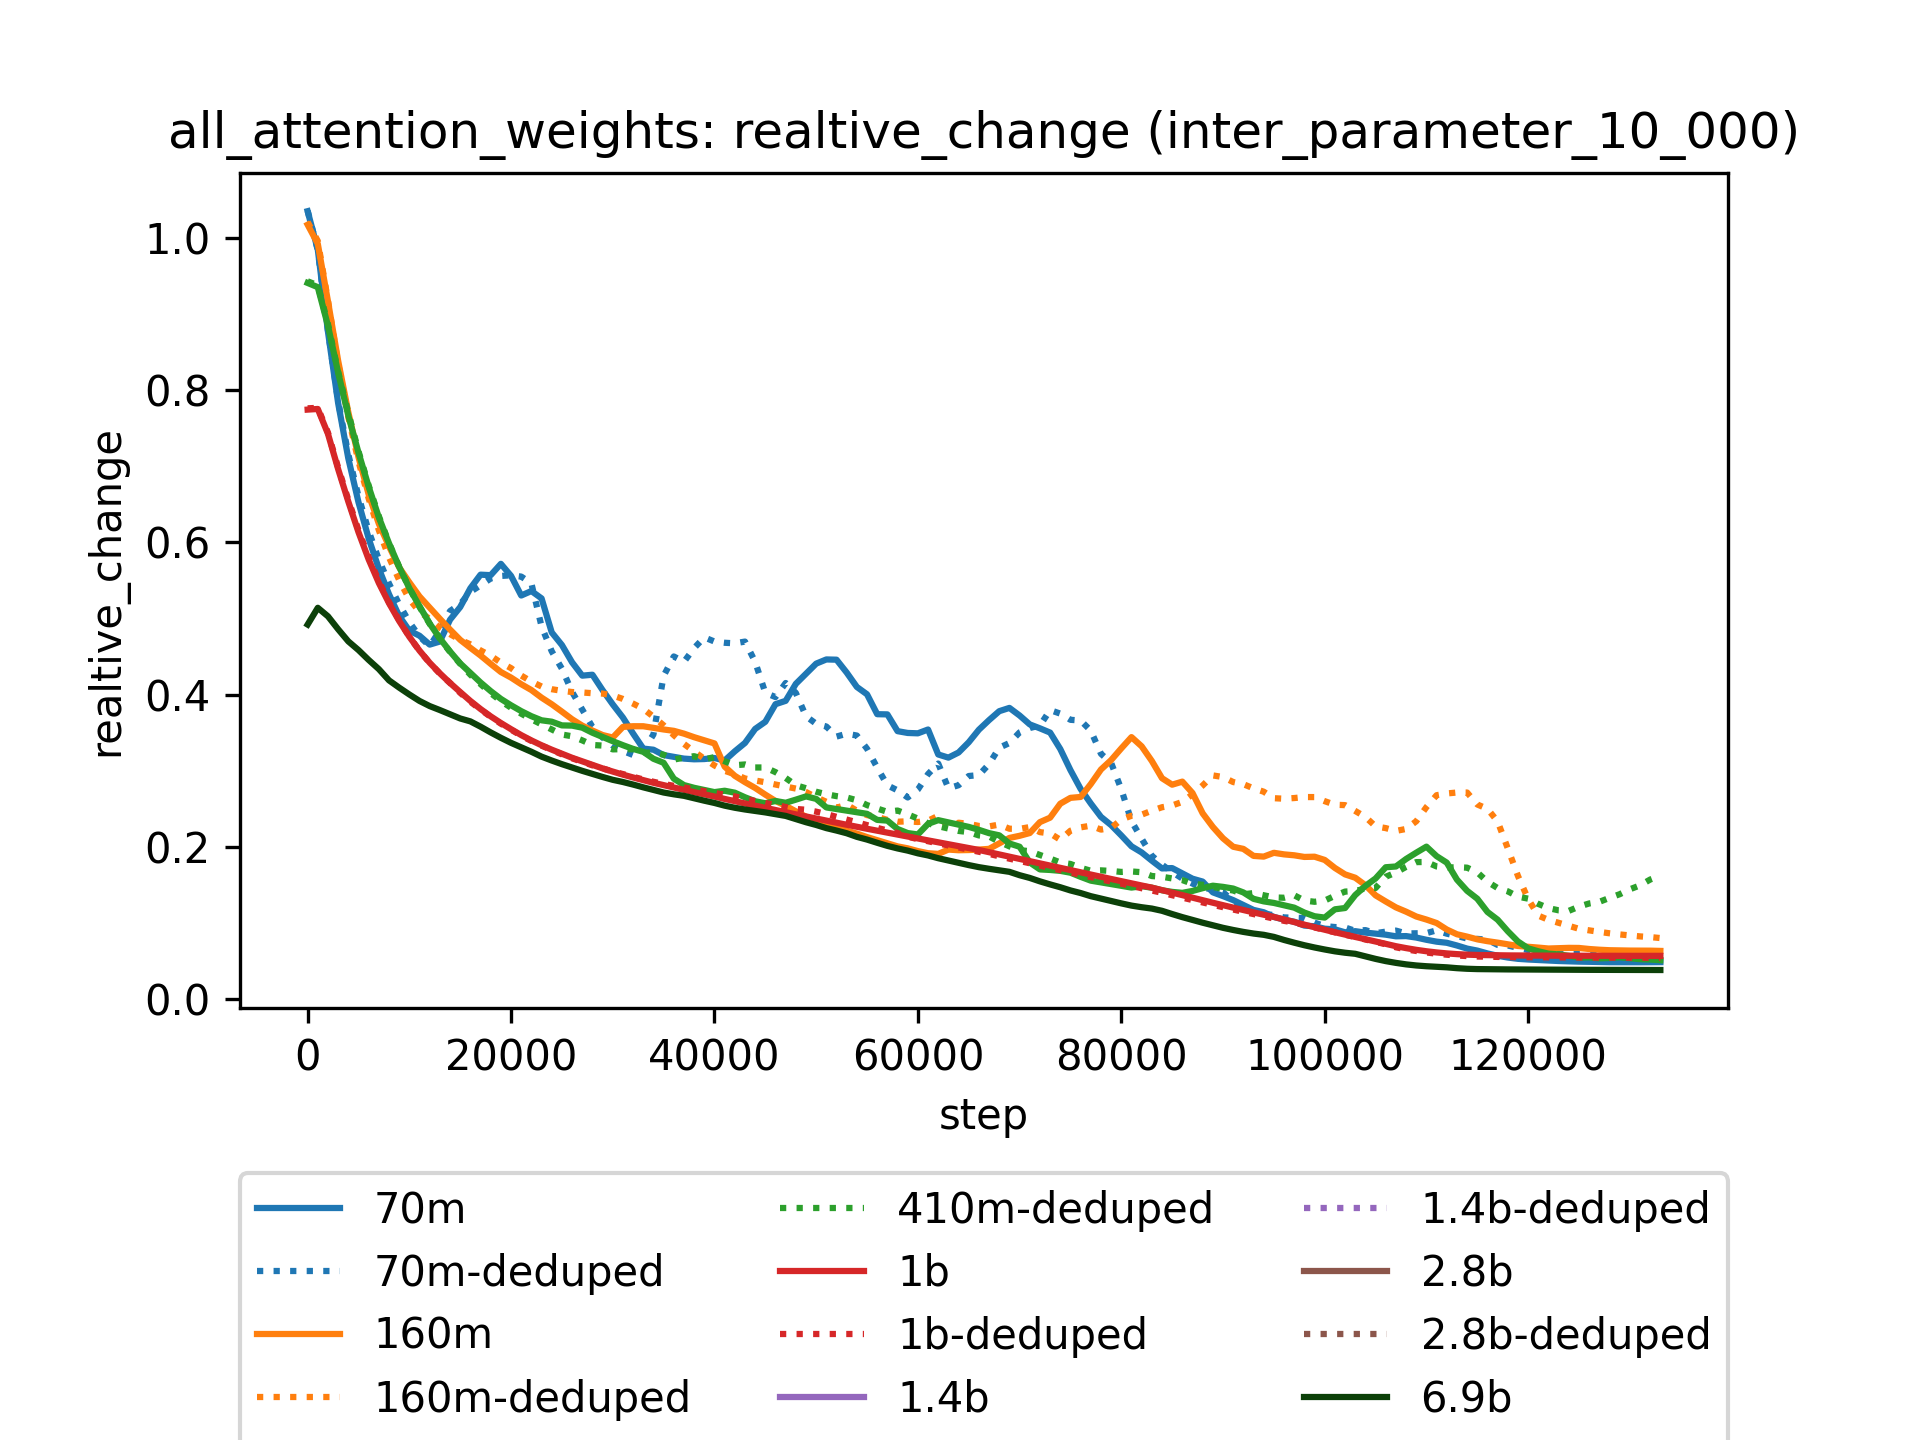 all_attention_weights: realtive_change (inter_parameter_10_000)
realtive_change
1.0
0.8
0.6
0.4
0.2
0.0
0 20000 40000 60000 80000 100000 120000
step
70m 410m-deduped 1.4b-deduped
70m-deduped 1b 2.8b
160m 1b-deduped 2.8b-deduped
160m-deduped 1.4b 6.9b